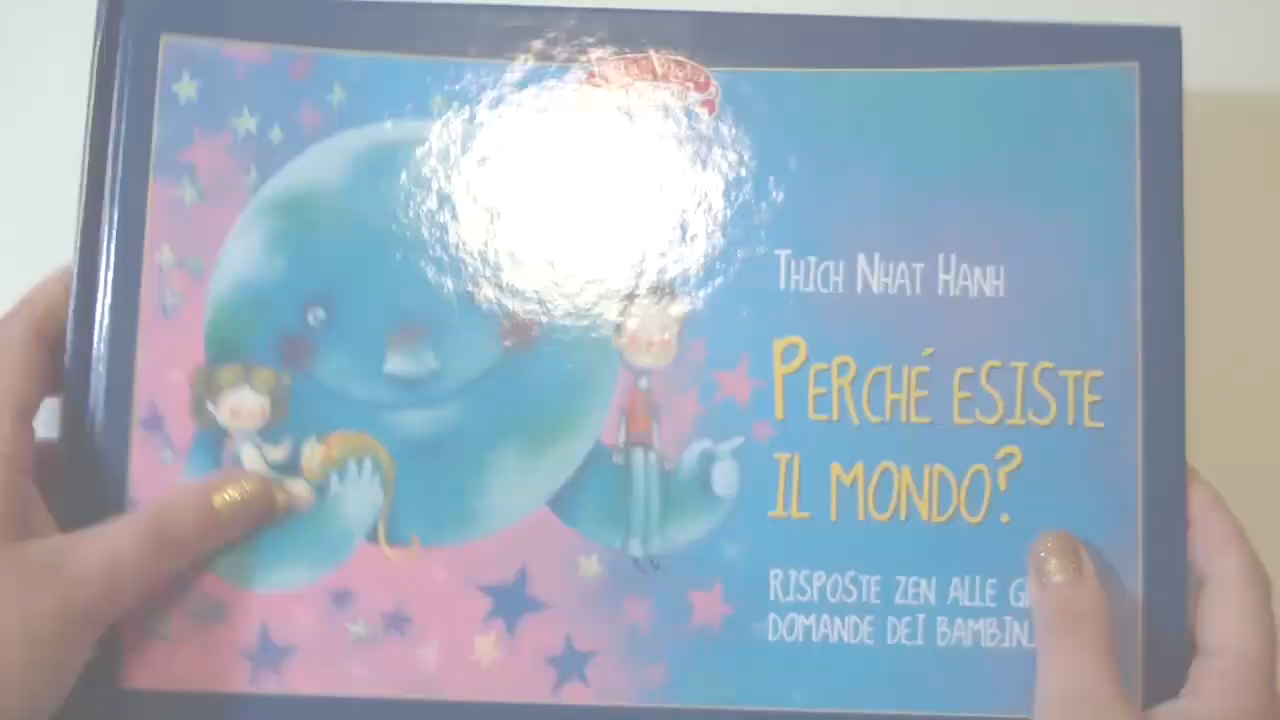 THICH NHAT HANH
PERCHÉ ESISTE
IL MONDO?
RISPOSTE ZEN ALLE
DOMANDE DEI